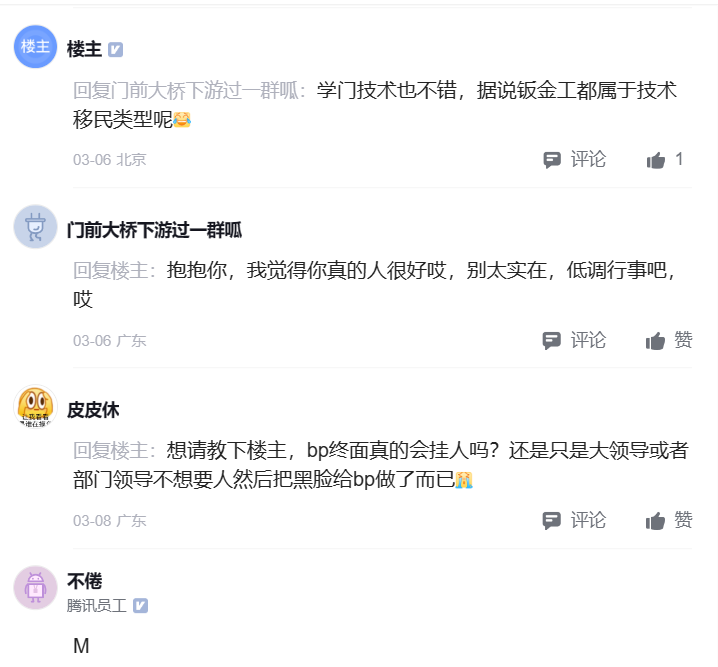 楼主
楼主
回复门前大桥下游过一群呱：学门技术也不错，据说钣金工都属于技术
移民类型呢😂
03-06 北京
评论
1
门前大桥下游过一群呱
回复楼主：抱抱你，我觉得你真的人很好哎，别太实在，低调行事吧，
哎
03-06 广东
评论
赞
让我看看
皮皮休
回复楼主：想请教下楼主，bp终面真的会挂人吗？还是只是大领导或者
部门领导不想要人然后把黑脸给bp做了而已😭
03-08 广东
评论
赞
不倦
腾讯员工
M